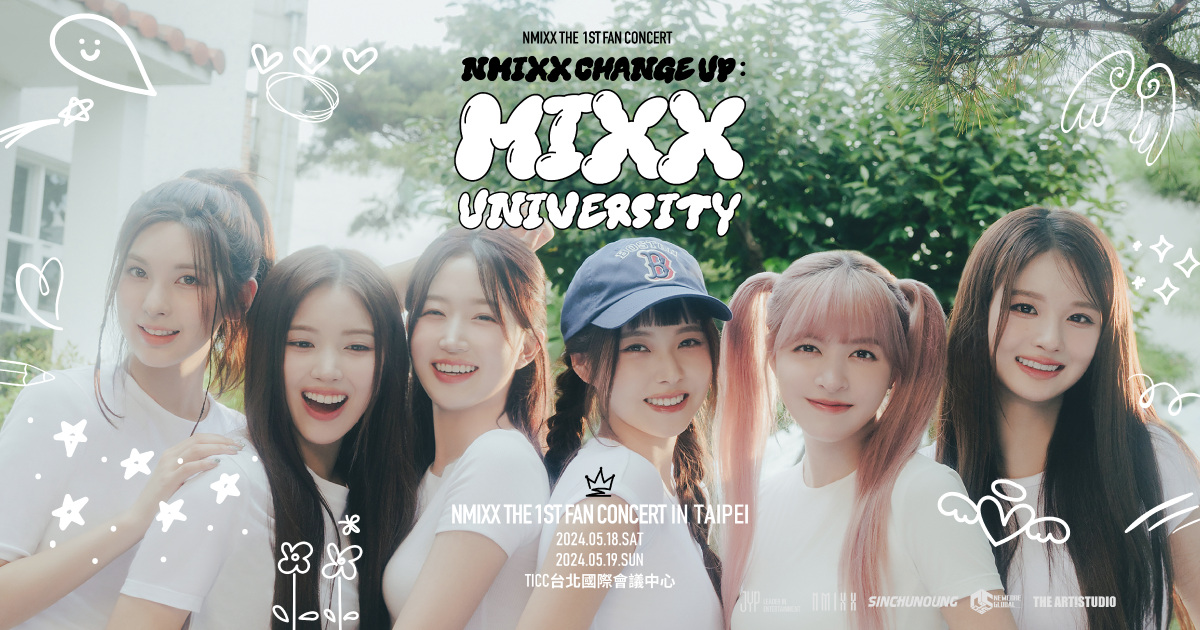 NMIXX THE 1ST FAN CONCERT
NMIXX CHANGE UP:
MIXX
UNIVERSITY
BOSTON
B
NMIXX THE 1ST FAN CONCERT IN TAIPEI
2024.05.18.SAT
2024.05.19.SUN
TICC台北國際會議中心
JYP
NMIXX
THE ARTISTUDIO